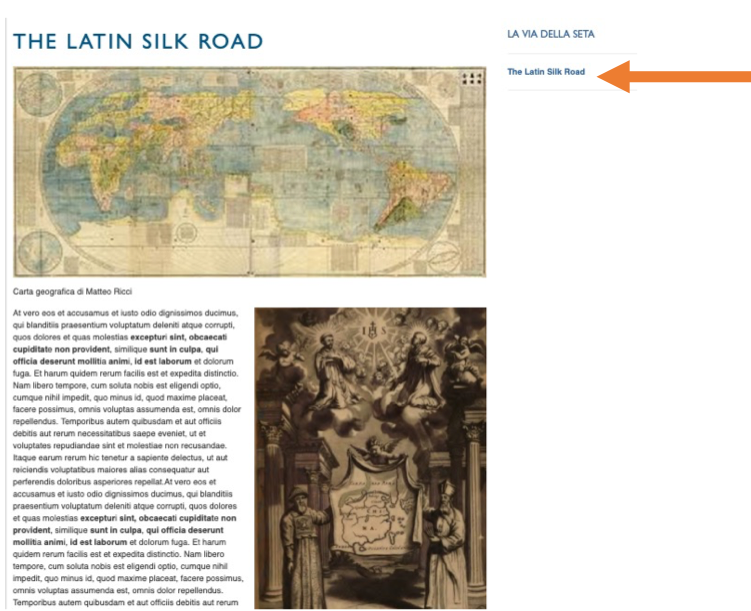 THE LATIN SILK ROAD
Carta geografica di Matteo Ricci
At vero eos et accusamus et iusto odio dignissimos ducimus,
qui blanditiis praesentium voluptatum deleniti atque corrupti,
quos dolores et quas molestias excepturi sint, obcaecati
cupiditate non provident, similique sunt in culpa, qui
officia deserunt mollitia animi, id est laborum et dolorum
fuga. Et harum quidem rerum facilis est et expedita distinctio.
Nam libero tempore, cum soluta nobis est eligendi optio,
cumque nihil impedit, quo minus id, quod maxime placeat,
facere possimus, omnis voluptas assumenda est, omnis dolor
repellendus. Temporibus autem quibusdam et aut officiis
debitis aut rerum necessitatibus saepe eveniet, ut et
voluptates repudiandae sint et molestiae non recusandae.
Itaque earum rerum hic tenetur a sapiente delectus, ut aut
reiciendis voluptatibus maiores alias consequatur aut
perferendis doloribus asperiores repellat.At vero eos et
accusamus et iusto odio dignissimos ducimus, qui blanditiis
praesentium voluptatum deleniti atque corrupti, quos dolores
et quas molestias excepturi sint, obcaecati cupiditate non
provident, similique sunt in culpa, qui officia deserunt
mollitia animi, id est laborum et dolorum fuga. Et harum
quidem rerum facilis est et expedita distinctio. Nam libero
tempore, cum soluta nobis est eligendi optio, cumque nihil
impedit, quo minus id, quod maxime placeat, facere possimus,
omnis voluptas assumenda est, omnis dolor repellendus.
Temporibus autem quibusdam et aut officiis debitis aut rerum
IHS
LA VIA DELLA SETA
The Latin Silk Road